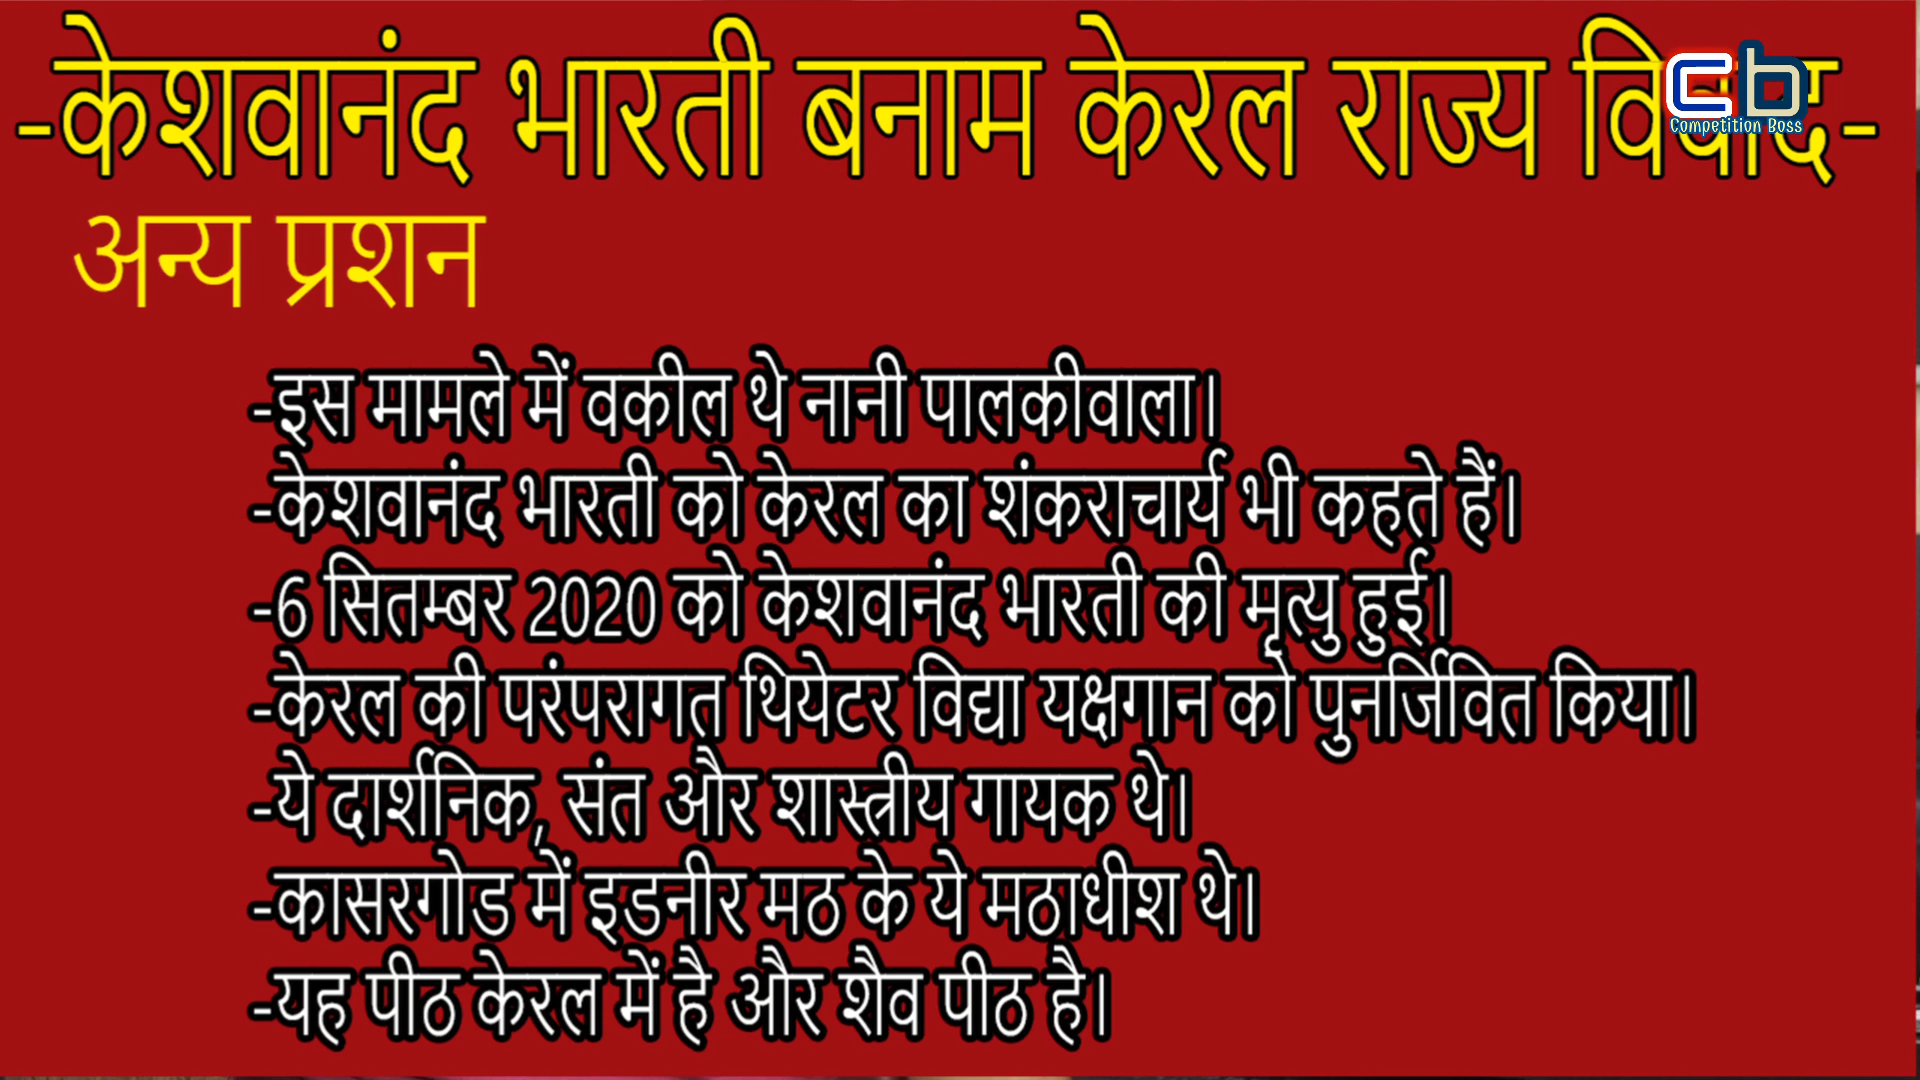 -केशवानंद भारती बनाम केरल राज्य विवाद-
cb
Competition Boss
अन्य प्रशन
-इस मामले में वकील थे नानी पालकीवाला।
-केशवानंद भारती को केरल का शंकराचार्य भी कहते हैं।
-6 सितम्बर 2020 को केशवानंद भारती की मृत्यु हुई।
-केरल की परंपरागत थियेटर विद्या यक्षगान को पुनर्जिवित किया।
-ये दार्शनिक, संत और शास्त्रीय गायक थे।
-कासरगोड में इडनीर मठ के ये मठाधीश थे।
-यह पीठ केरल में है और शैव पीठ है।